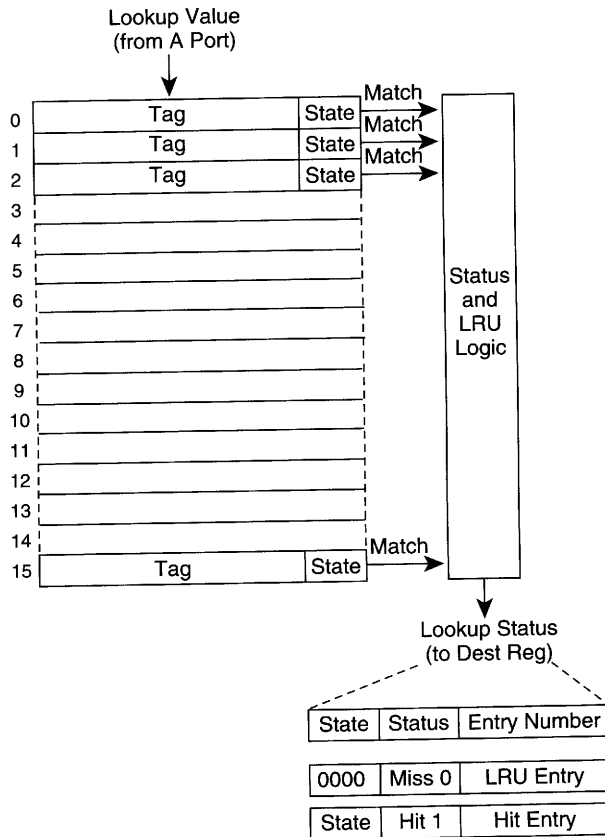 Lookup Value
(from A Port)
0 Tag State Match
1 Tag State Match
2 Tag State Match
3
4
5
6
7
8
9
10
11
12
13
14
15 Tag State Match
Status
and
LRU
Logic
Lookup Status
(to Dest Reg)
State Status Entry Number
0000 Miss 0 LRU Entry
State Hit 1 Hit Entry